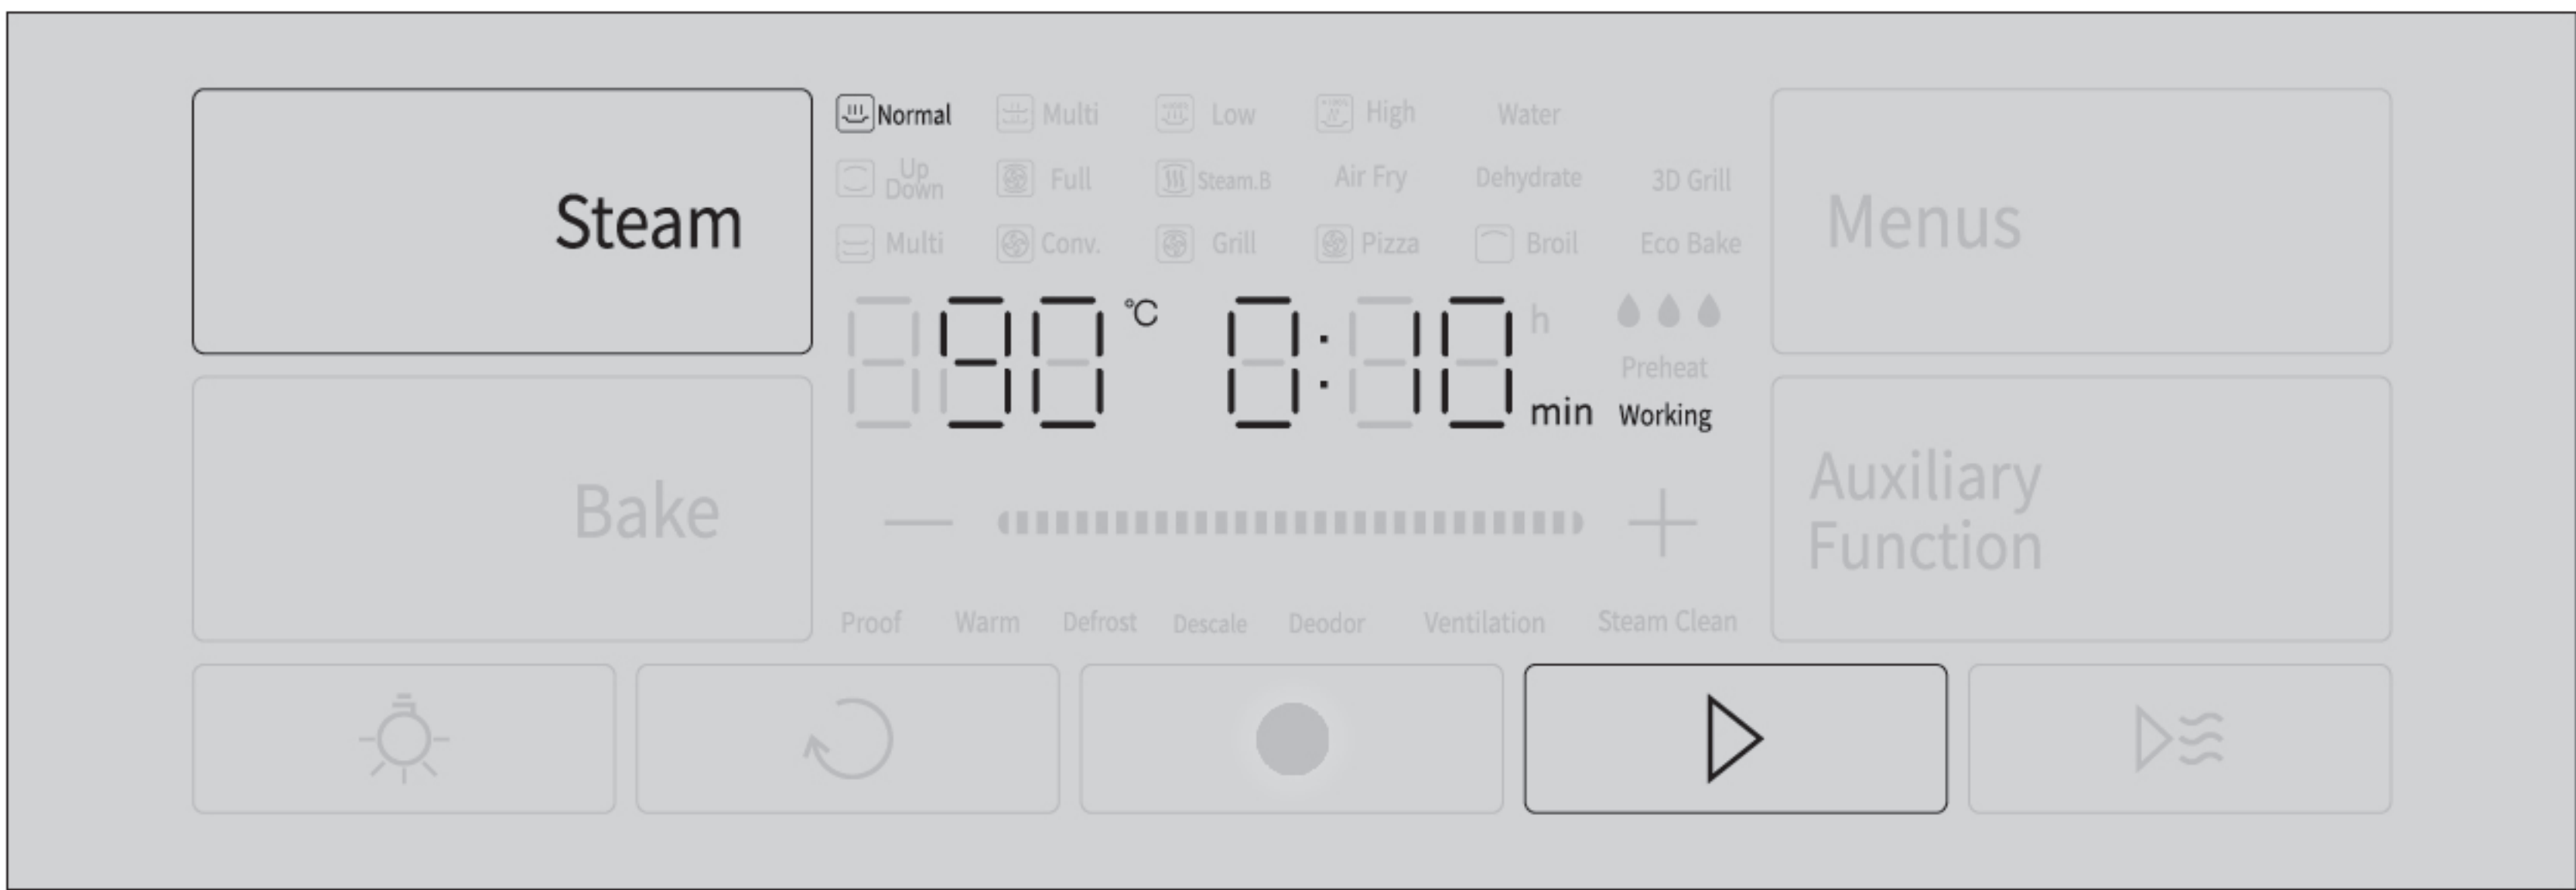 Steam
Normal Multi Low High Water
Up Down Full Steam.B Air Fry Dehydrate 3D Grill
Multi Conv. Grill Pizza Broil Eco Bake
Menus
90 °C 0:10 h min
Preheat
Working
Bake
Auxiliary
Function
Proof Warm Defrost Descale Deodor Ventilation Steam Clean